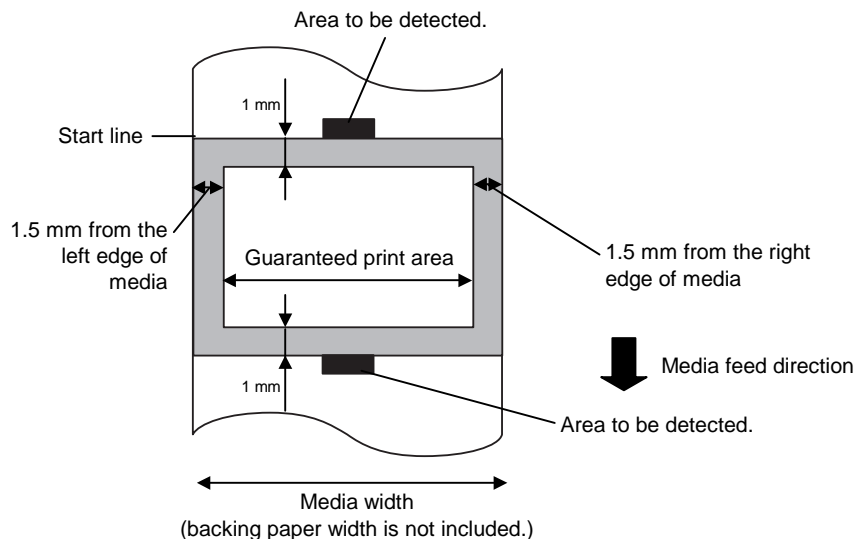 Area to be detected.
1 mm
Start line
1.5 mm from the
left edge of
media
Guaranteed print area
1.5 mm from the right
edge of media
1 mm
Media feed direction
Area to be detected.
Media width
(backing paper width is not included.)